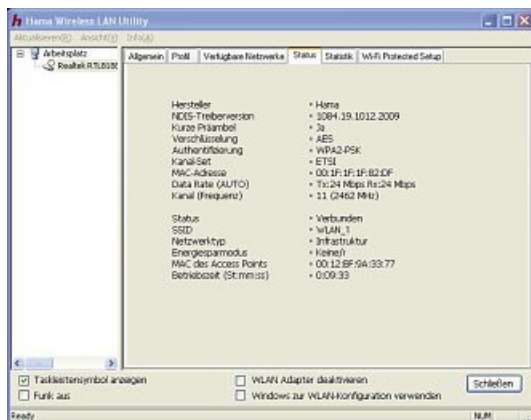 Hama Wireless LAN Utility
Aktualisieren(R) Ansicht(V) Info(A)
Arbeitsplatz
Realtek RTL8180
Allgemein Profil Verfügbare Netzwerke Status Statistik Wi-Fi Protected Setup
Hersteller • Hama
NDIS-Treiberversion • 1084.19.1012.2009
Kurze Präambel • Ja
Verschlüsselung • AES
Authentifizierung • WPA2-PSK
Kanal-Set • ETSI
MAC-Adresse • 00:1F:1F:1F:82:DF
Data Rate (AUTO) • Tx:24 Mbps Rx:24 Mbps
Kanal (Frequenz) • 11 (2462 MHz)
Status • Verbunden
SSID • WLAN_1
Netzwerktyp • Infrastruktur
Energiesparmodus • Keine/r
MAC des Access Points • 00:12:BF:9A:33:77
Betriebszeit (St:mm:ss) • 0:09:33
Taskleistensymbol anzeigen
WLAN Adapter deaktivieren
Funk aus
Windows zur WLAN-Konfiguration verwenden
Schließen
Ready NUM